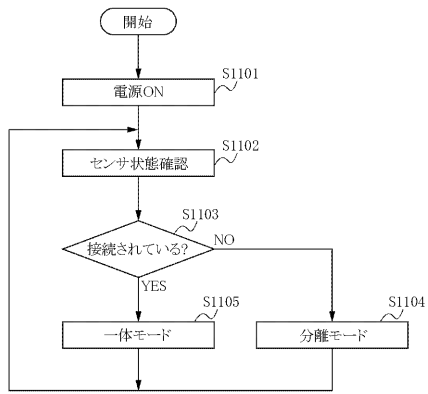 開始
S1101
電源ON
S1102
センサ状態確認
S1103
接続されている?
NO
YES
S1105
S1104
一体モード
分離モード